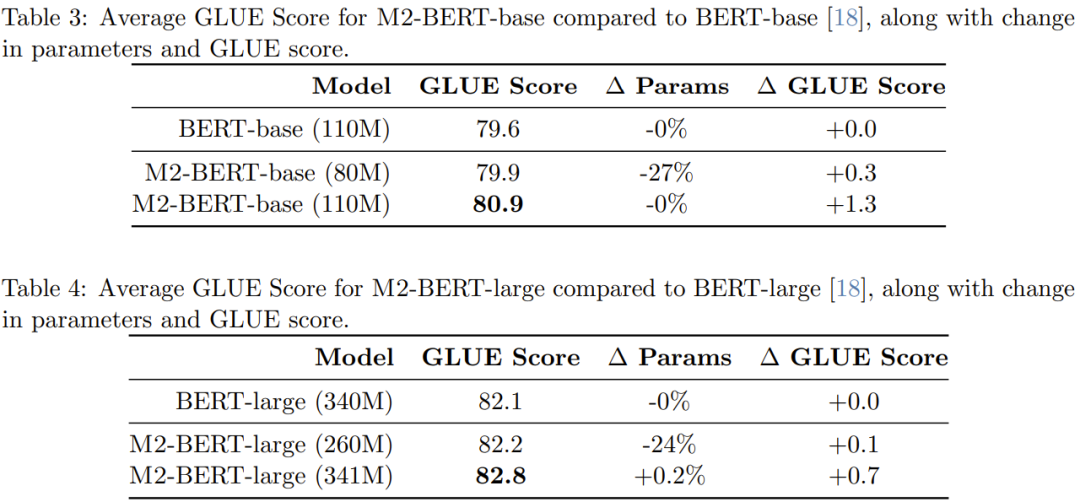 Table 3: Average GLUE Score for M2-BERT-base compared to BERT-base [18], along with change
in parameters and GLUE score.
Model GLUE Score Δ Params Δ GLUE Score
BERT-base (110M) 79.6 -0% +0.0
M2-BERT-base (80M) 79.9 -27% +0.3
M2-BERT-base (110M) 80.9 -0% +1.3
Table 4: Average GLUE Score for M2-BERT-large compared to BERT-large [18], along with change
in parameters and GLUE score.
Model GLUE Score Δ Params Δ GLUE Score
BERT-large (340M) 82.1 -0% +0.0
M2-BERT-large (260M) 82.2 -24% +0.1
M2-BERT-large (341M) 82.8 +0.2% +0.7